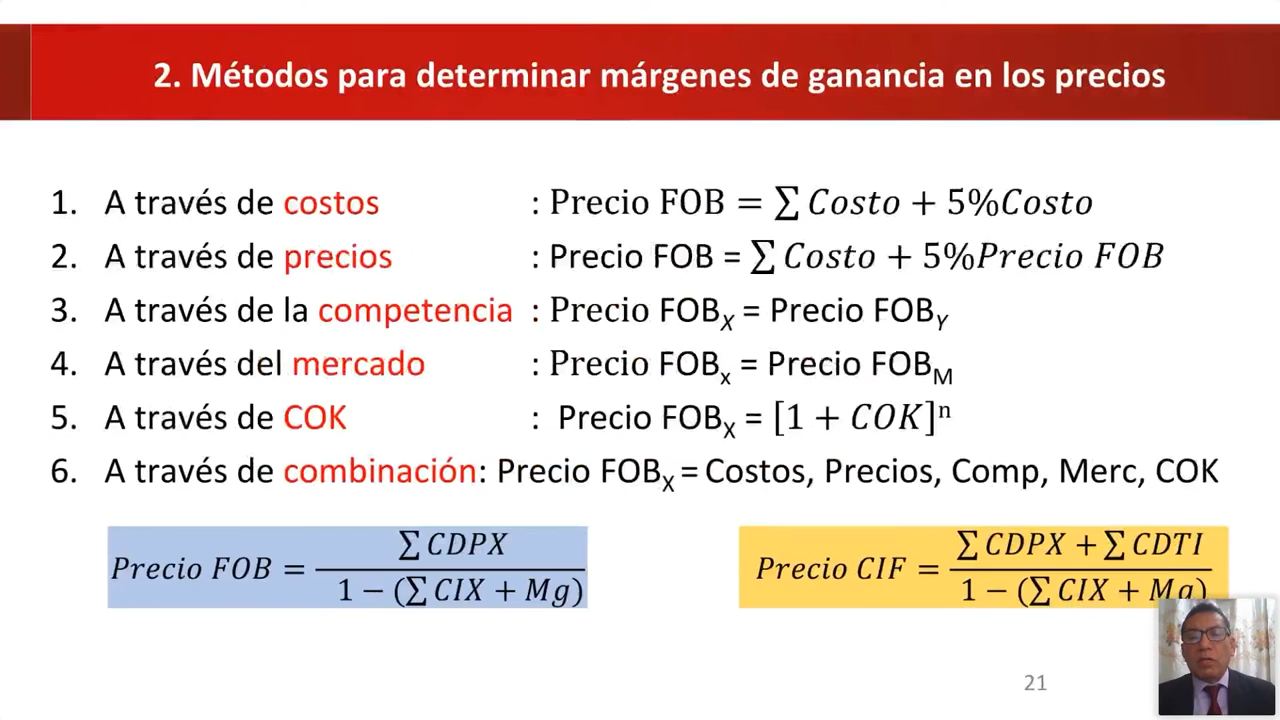 2. Métodos para determinar márgenes de ganancia en los precios
1. A través de costos : Precio FOB = ∑ Costo + 5%Costo
2. A través de precios : Precio FOB = ∑ Costo + 5%Precio FOB
3. A través de la competencia : Precio FOB_X = Precio FOB_Y
4. A través del mercado : Precio FOB_x = Precio FOB_M
5. A través de COK : Precio FOB_X = [1 + COK]^n
6. A través de combinación: Precio FOB_X = Costos, Precios, Comp, Merc, COK
Precio FOB = ∑ CDPX / 1 − (∑ CIX + Mg)
Precio CIF = ∑ CDPX + ∑ CDTI / 1 − (∑ CIX + Mg)
21